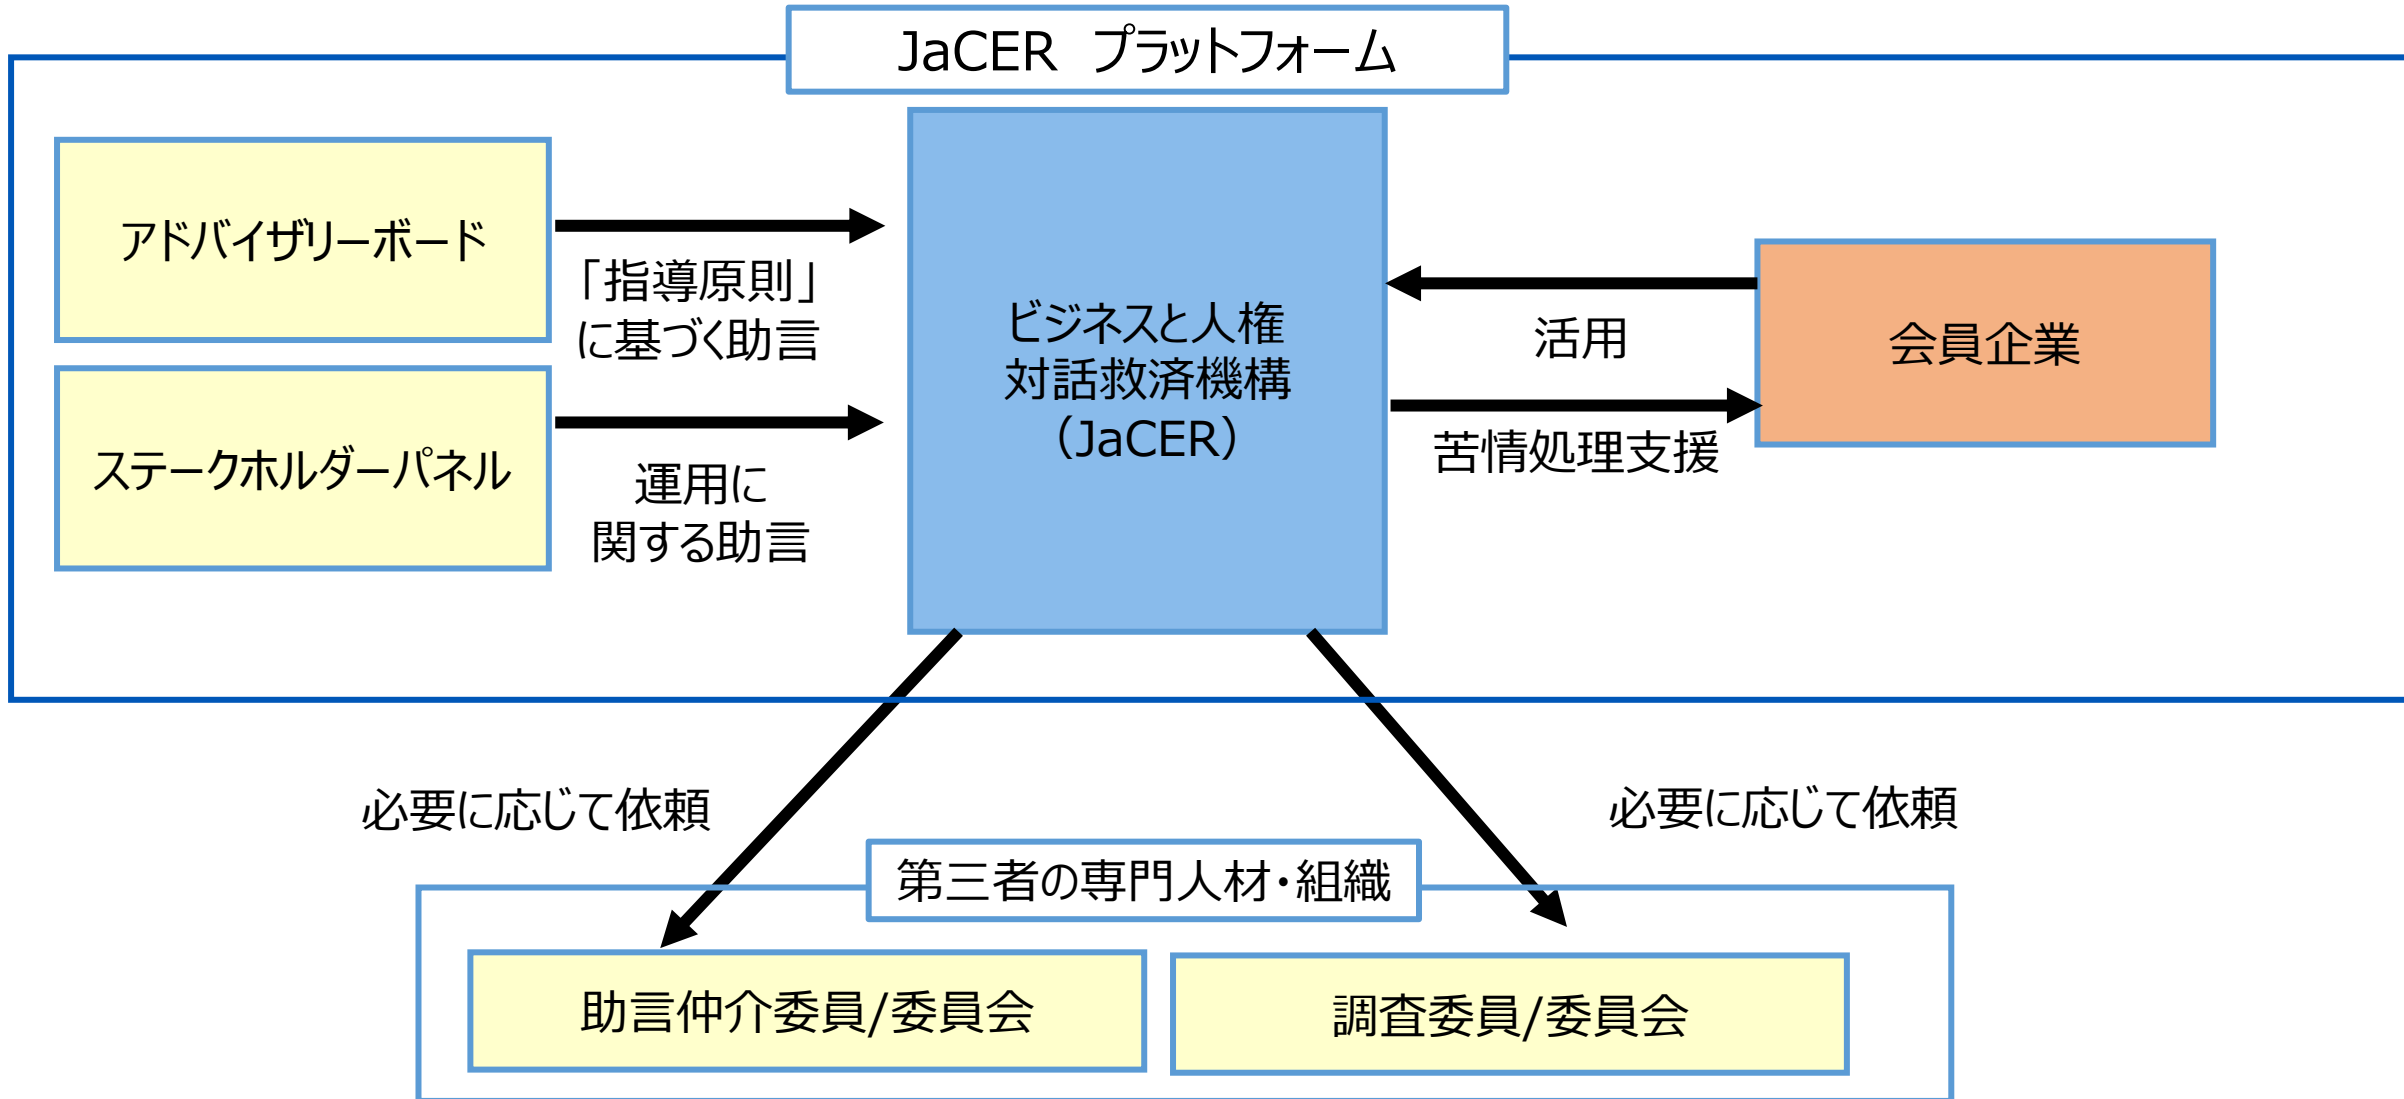 JaCER プラットフォーム
アドバイザリーボード
「指導原則」
に基づく助言
ステークホルダーパネル
運用に
関する助言
ビジネスと人権
対話救済機構
（JaCER）
活用
苦情処理支援
会員企業
必要に応じて依頼
必要に応じて依頼
第三者の専門人材・組織
助言仲介委員/委員会
調査委員/委員会